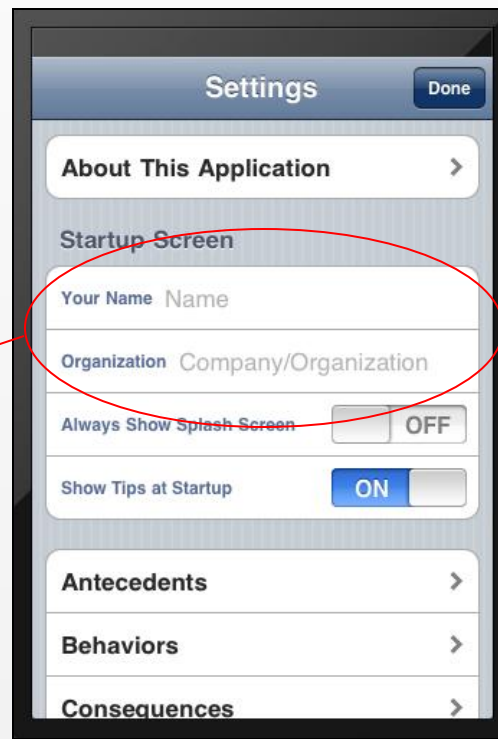 Settings Done
About This Application
Startup Screen
Your Name Name
Organization Company/Organization
Always Show Splash Screen OFF
Show Tips at Startup ON
Antecedents
Behaviors
Consequences